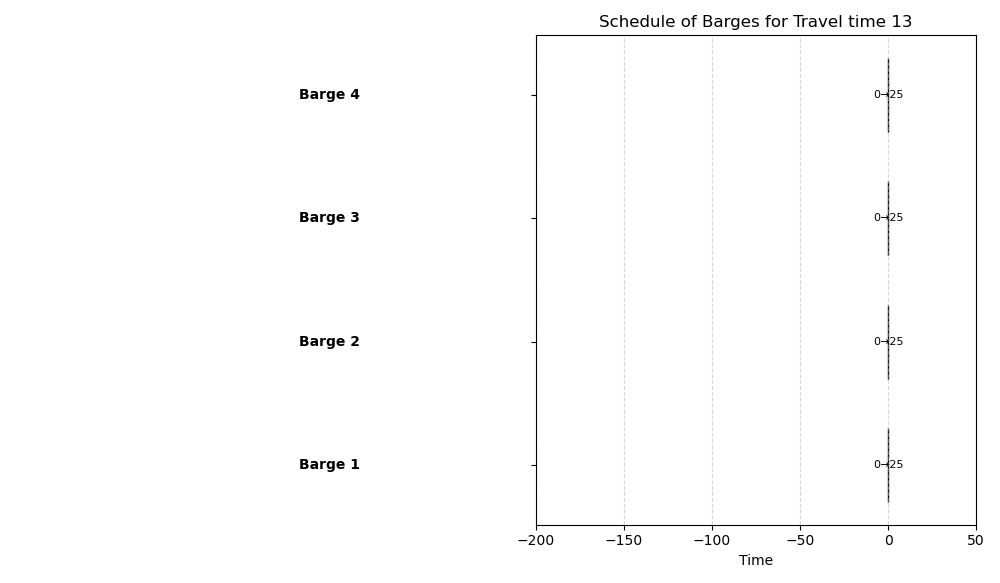 Schedule of Barges for Travel time 13
Barge 4
0→25
Barge 3
0→25
Barge 2
0→25
Barge 1
0→25
−200 −150 −100 −50 0 50
Time